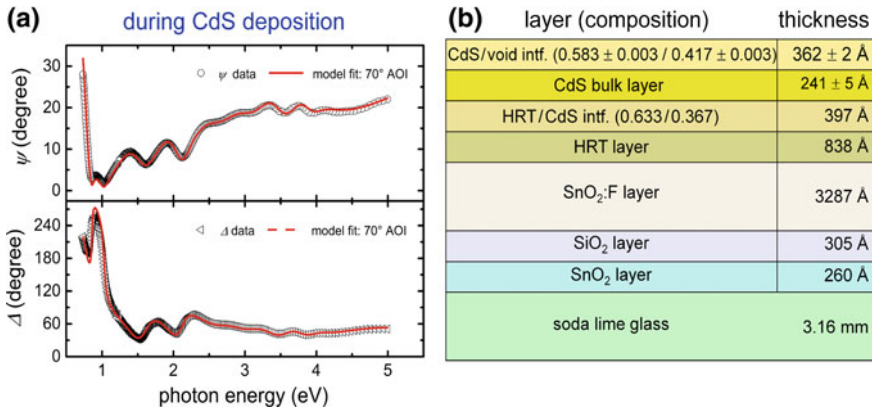 (a) during CdS deposition
ψ data model fit: 70° AOI
30
20
10
0
ψ (degree)
Δ data model fit: 70° AOI
240
180
120
60
0
Δ (degree)
1 2 3 4 5
photon energy (eV)
(b) layer (composition) thickness
CdS/void intf. (0.583 ± 0.003 / 0.417 ± 0.003) 362 ± 2 Å
CdS bulk layer 241 ± 5 Å
HRT/CdS intf. (0.633/0.367) 397 Å
HRT layer 838 Å
SnO₂:F layer 3287 Å
SiO₂ layer 305 Å
SnO₂ layer 260 Å
soda lime glass 3.16 mm